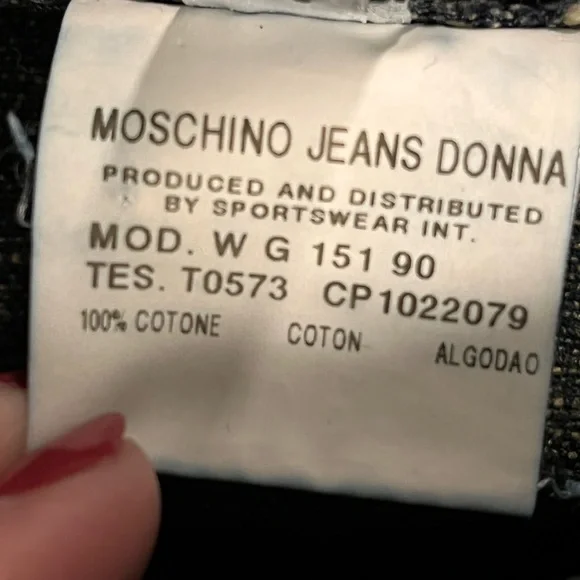 MOSCHINO JEANS DONNA
PRODUCED AND DISTRIBUTED
BY SPORTSWEAR INT.
MOD. W G 151 90
TES. T0573 CP1022079
100% COTONE COTON ALGODAO